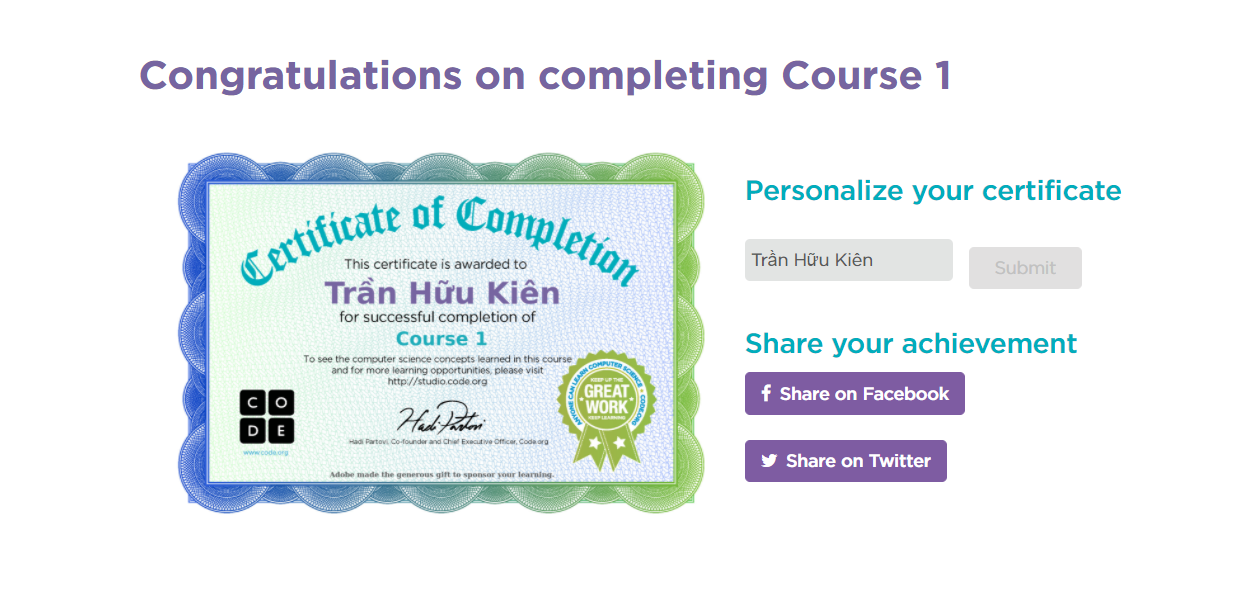 Congratulations on completing Course 1
Certificate of Completion
This certificate is awarded to
Trần Hữu Kiên
for successful completion of
Course 1
To see the computer science concepts learned in this course
and for more learning opportunities, please visit
http://studio.code.org
C O
D E
www.code.org
Hadi Partovi
Hadi Partovi, Co-founder and Chief Executive Officer, Code.org
Adobe made the generous gift to sponsor your learning.
ANYONE CAN LEARN COMPUTER SCIENCE • CODE.ORG
KEEP UP THE
GREAT
WORK
KEEP LEARNING
Personalize your certificate
Trần Hữu Kiên
Submit
Share your achievement
Share on Facebook
Share on Twitter